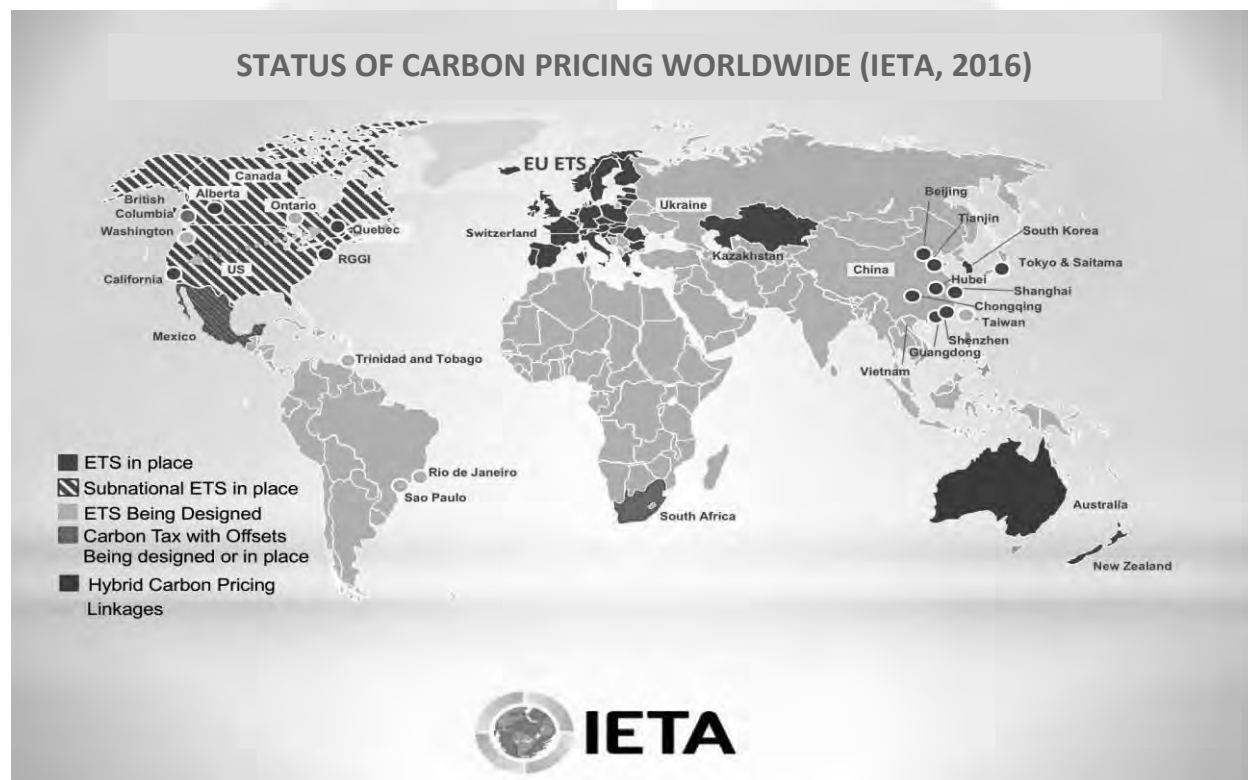 STATUS OF CARBON PRICING WORLDWIDE (IETA, 2016)
EU ETS
Canada
Alberta
British
Columbia
Ontario
Washington
Quebec
RGGI
US
California
Mexico
Switzerland
Ukraine
Kazakhstan
Beijing
Tianjin
South Korea
China
Tokyo & Saitama
Hubei
Shanghai
Chongqing
Taiwan
Shenzhen
Guangdong
Vietnam
Trinidad and Tobago
Rio de Janeiro
Sao Paulo
South Africa
Australia
New Zealand
ETS in place
Subnational ETS in place
ETS Being Designed
Carbon Tax with Offsets
Being designed or in place
Hybrid Carbon Pricing
Linkages
IETA